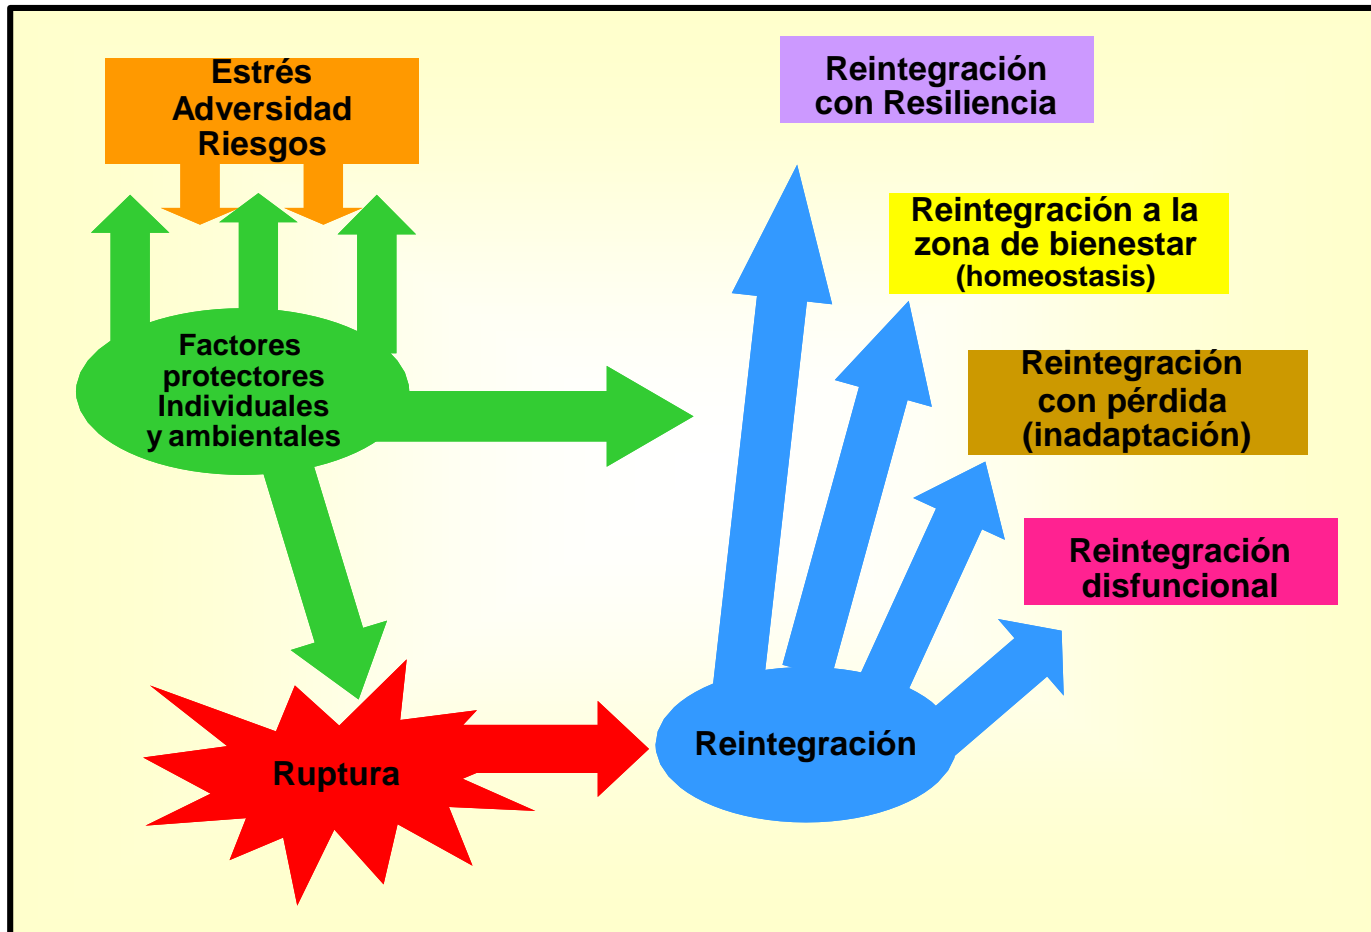 Estrés
Adversidad
Riesgos
Factores
protectores
Individuales
y ambientales
Ruptura
Reintegración
Reintegración
con Resiliencia
Reintegración a la
zona de bienestar
(homeostasis)
Reintegración
con pérdida
(inadaptación)
Reintegración
disfuncional